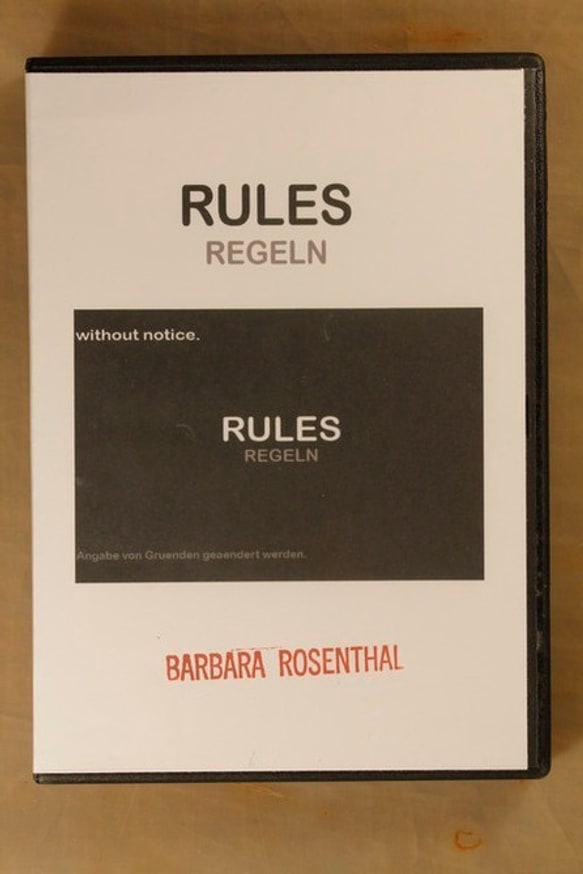 RULES
REGELN
without notice.
RULES
REGELN
Angabe von Gruenden geaendert werden.
BARBARA ROSENTHAL